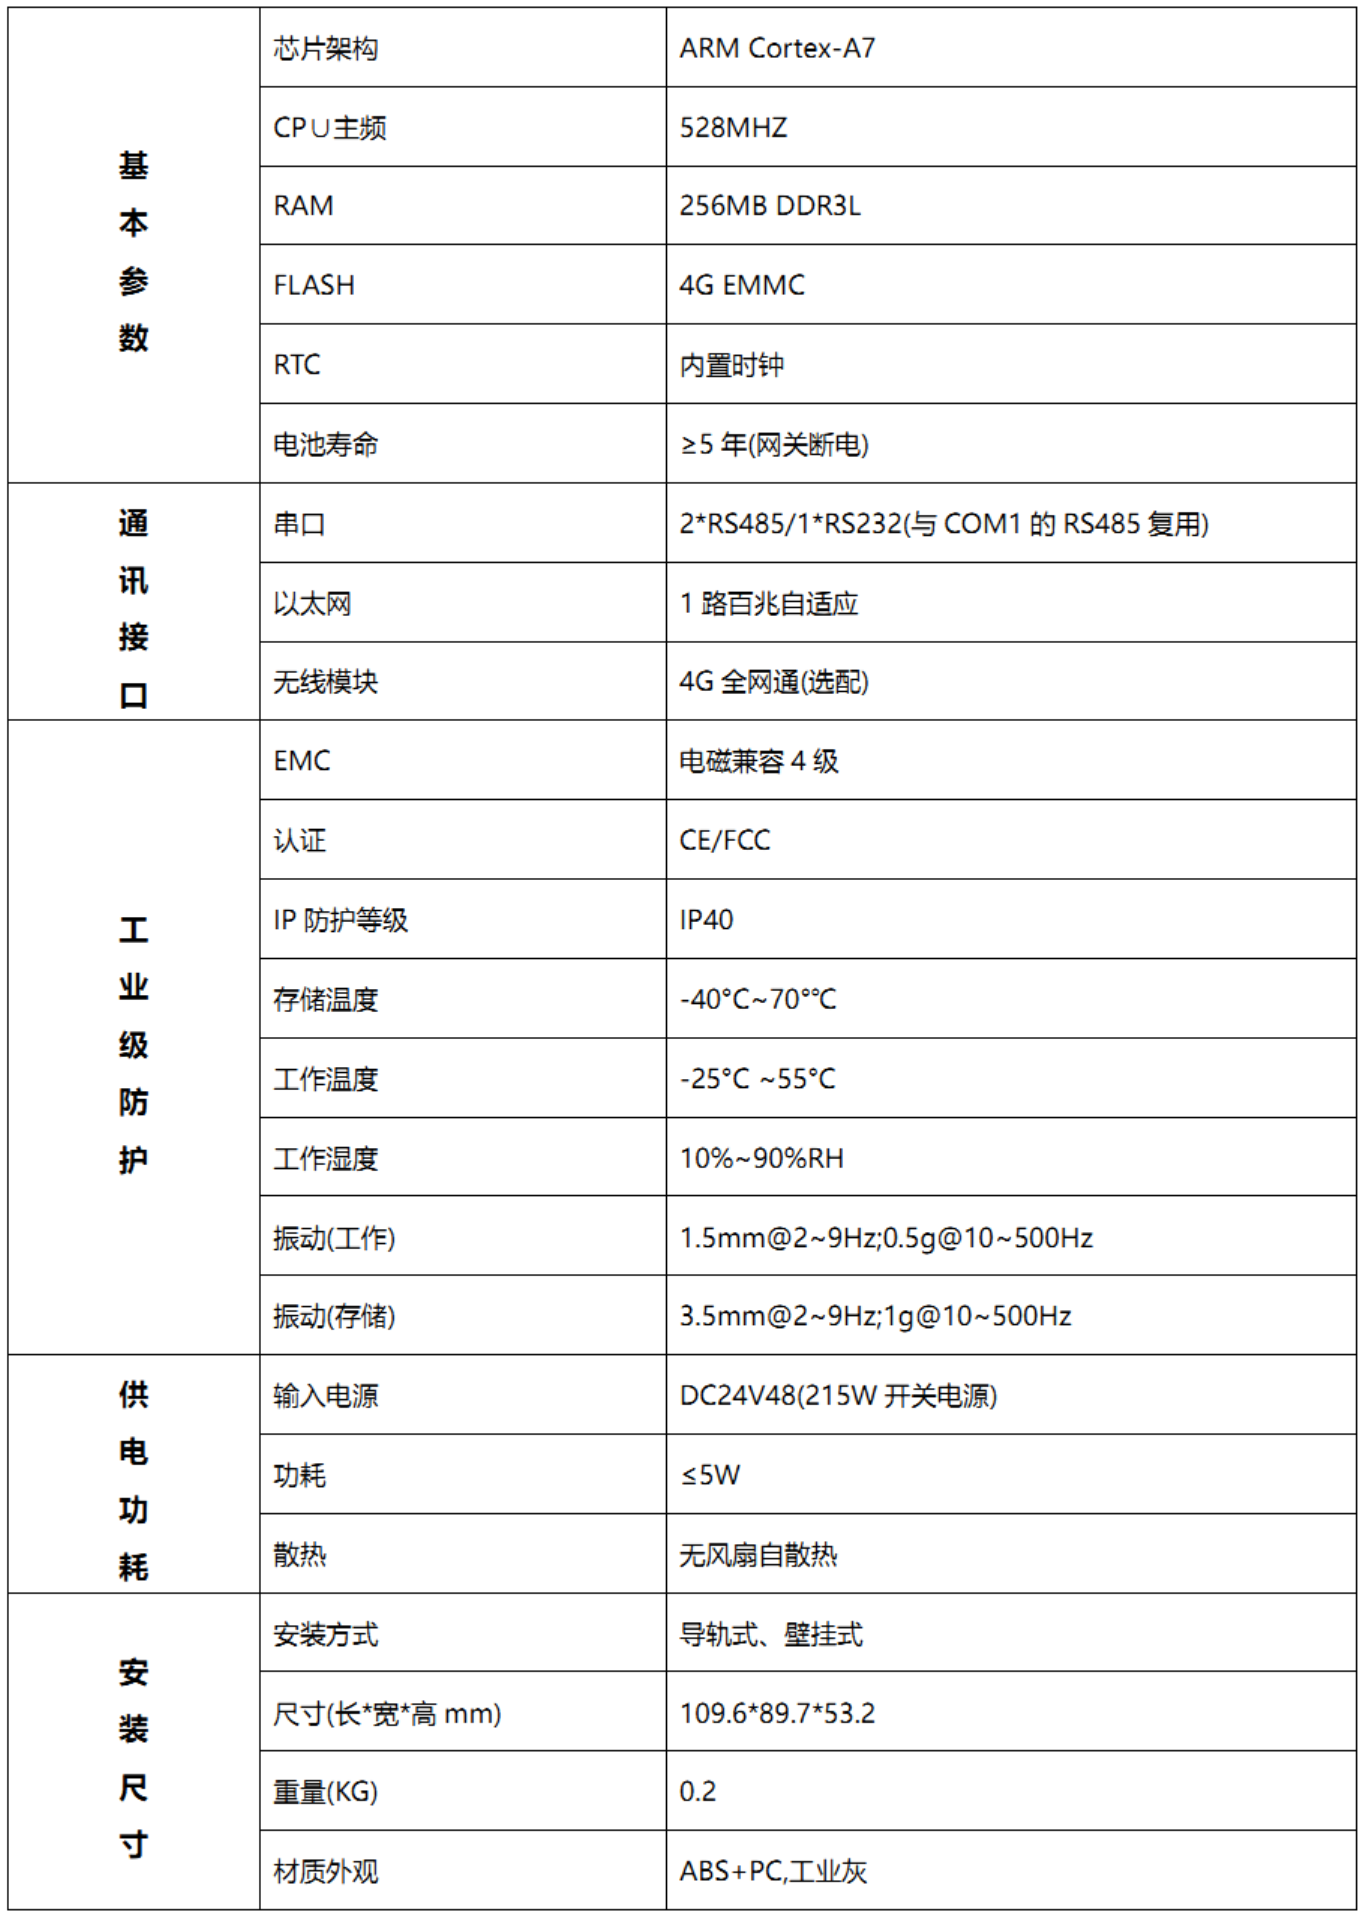 基
本
参
数
芯片架构 ARM Cortex-A7
CP∪主频 528MHZ
RAM 256MB DDR3L
FLASH 4G EMMC
RTC 内置时钟
电池寿命 ≥5 年(网关断电)
通
讯
接
口
串口 2*RS485/1*RS232(与 COM1 的 RS485 复用)
以太网 1 路百兆自适应
无线模块 4G 全网通(选配)
工
业
级
防
护
EMC 电磁兼容 4 级
认证 CE/FCC
IP 防护等级 IP40
存储温度 -40°C~70°℃
工作温度 -25°C ~55°C
工作湿度 10%~90%RH
振动(工作) 1.5mm@2~9Hz;0.5g@10~500Hz
振动(存储) 3.5mm@2~9Hz;1g@10~500Hz
供
电
功
耗
输入电源 DC24V48(215W 开关电源)
功耗 ≤5W
散热 无风扇自散热
安
装
尺
寸
安装方式 导轨式、壁挂式
尺寸(长*宽*高 mm) 109.6*89.7*53.2
重量(KG) 0.2
材质外观 ABS+PC,工业灰